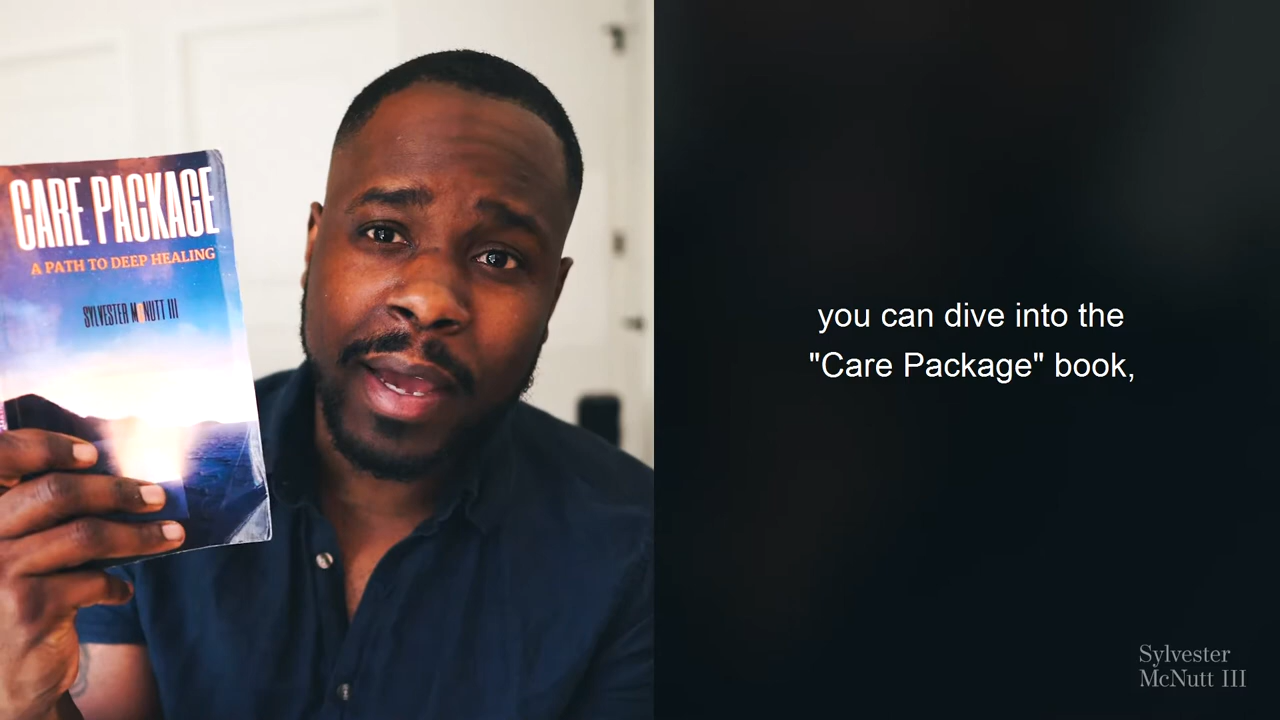 CARE PACKAGE
A PATH TO DEEP HEALING
SYLVESTER McNUTT III
you can dive into the
"Care Package" book,
Sylvester
McNutt III